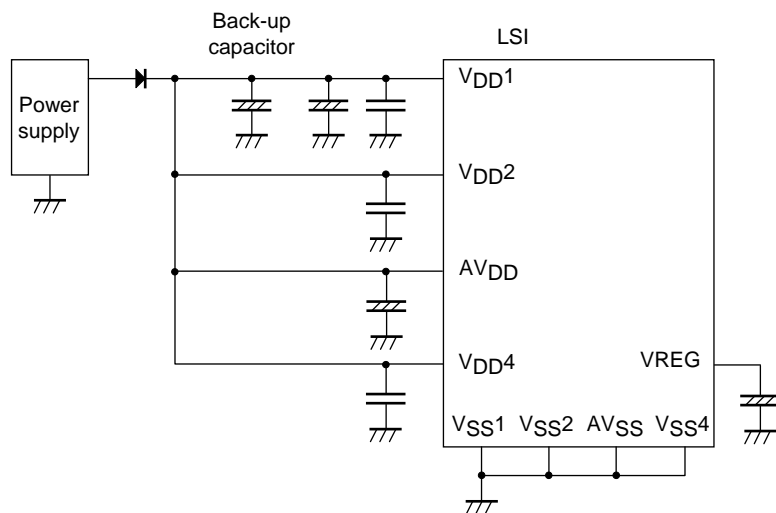 Back-up
capacitor
LSI
Power
supply
VDD1
VDD2
AVDD
VDD4
VREG
VSS1 VSS2 AVSS VSS4